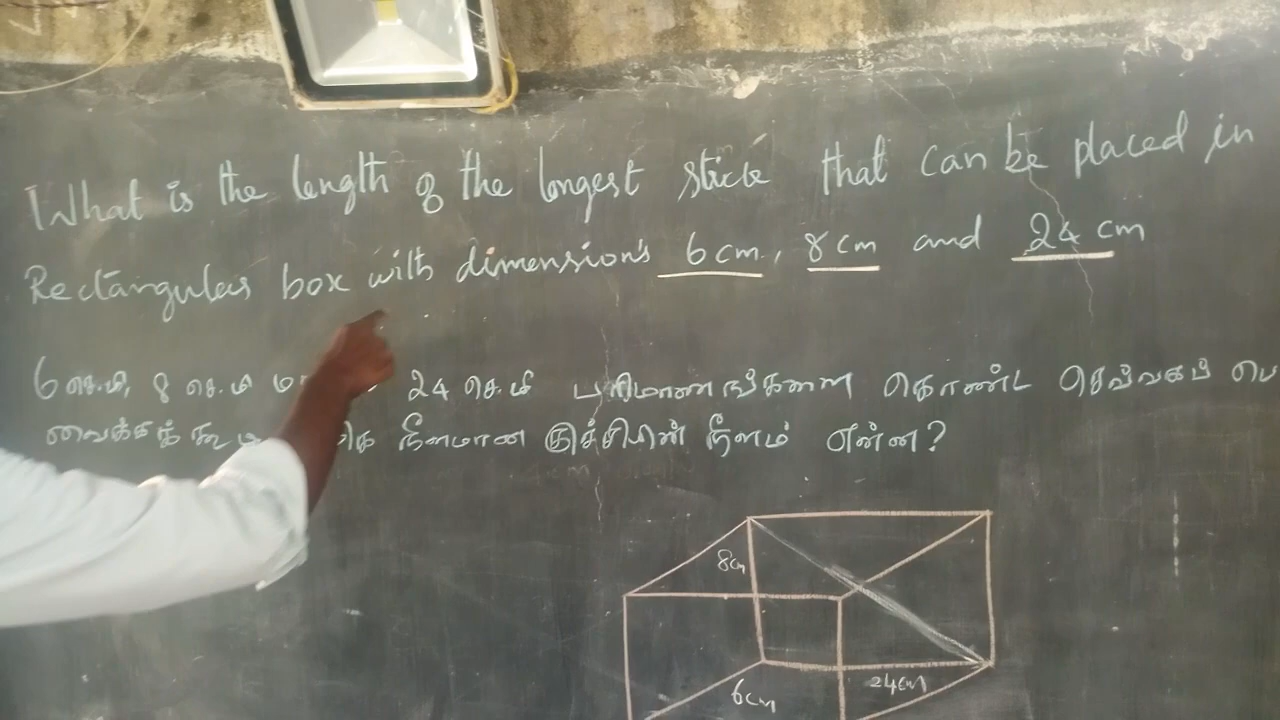 What is the length of the longest stick that can be placed in
Rectangular box with dimensions 6 cm, 8 cm and 24 cm
6 செ.மீ, 8 செ.மீ 24 செ.மீ பரிமாணங்களை கொண்ட செவ்வகப்
நீளமான குச்சியின் நீளம் என்ன?
8cm
6cm
24cm